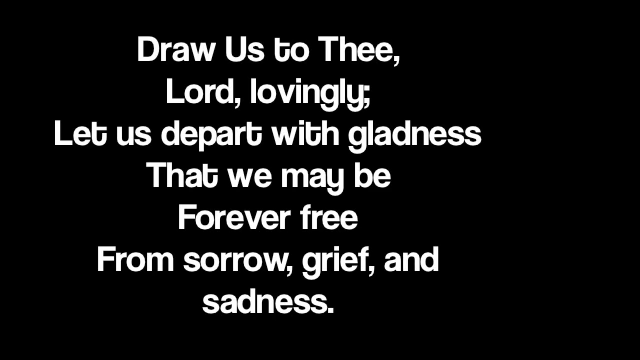 Draw Us to Thee,
Lord, lovingly;
Let us depart with gladness
That we may be
Forever free
From sorrow, grief, and
sadness.